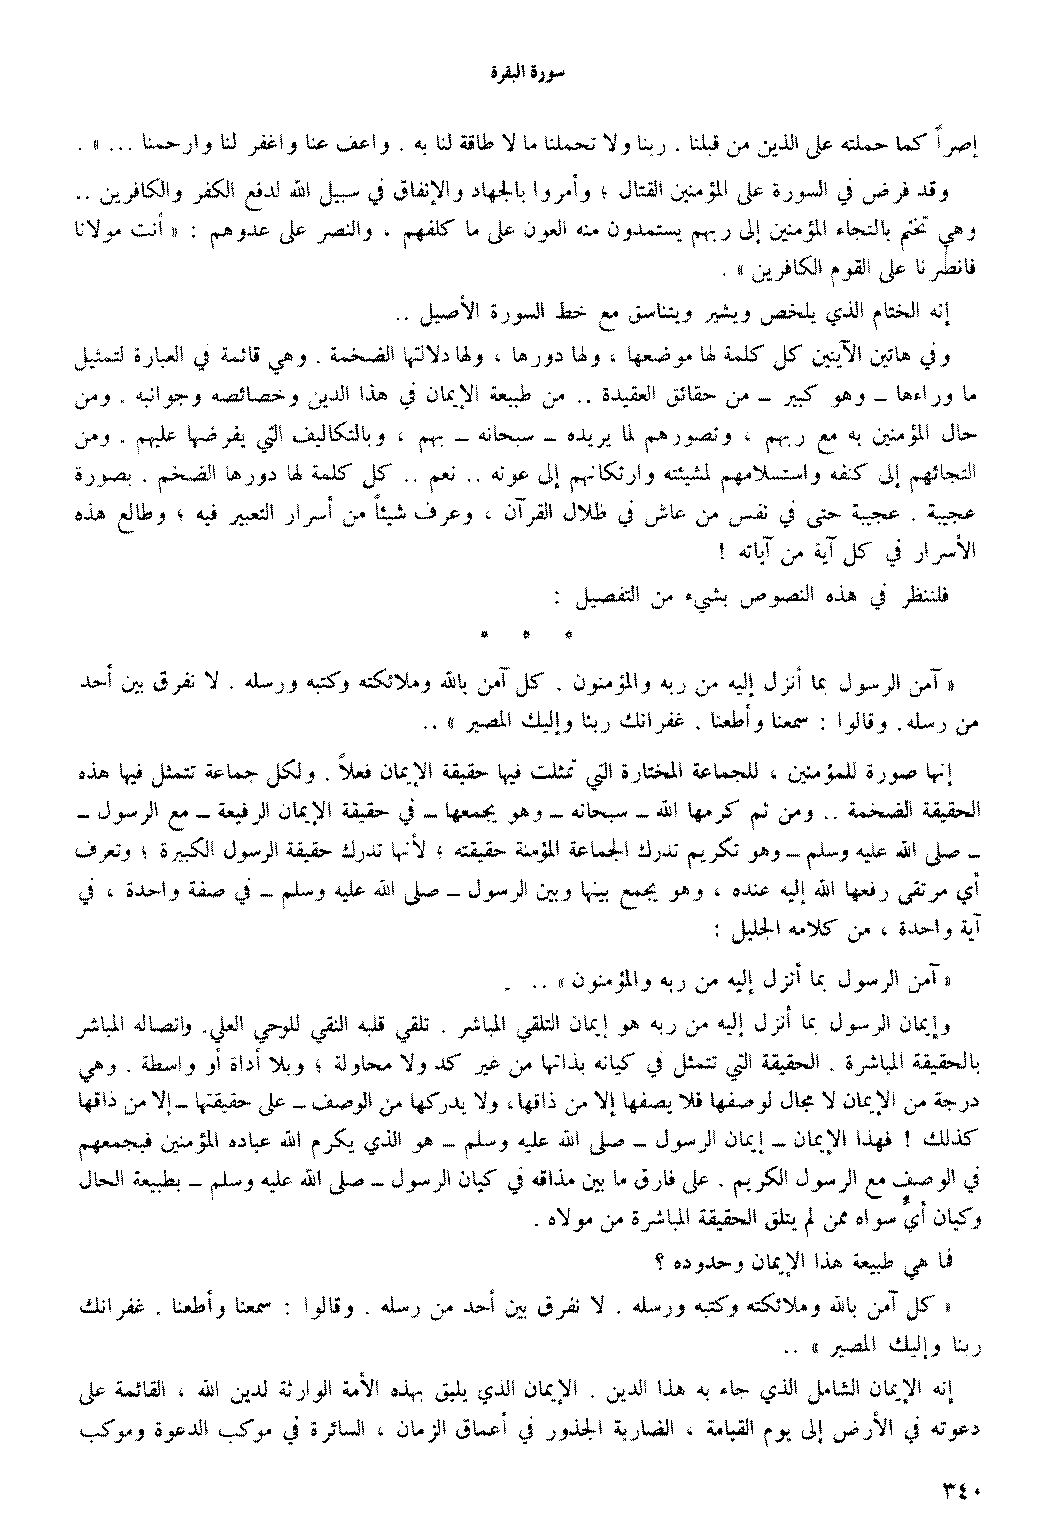 سورة البقرة
إصراً كما حملته على الذين من قبلنا . ربنا ولا تحملنا ما لا طاقة لنا به . واعف عنا واغفر لنا وارحمنا ... » .
وقد فرض في السورة على المؤمنين القتال ؛ وأمروا بالجهاد والإنفاق في سبيل الله لدفع الكفر والكافرين ..
وهي تختم بالتجاء المؤمنين إلى ربهم يستمدون منه العون على ما كلفهم ، والنصر على عدوهم : « أنت مولانا
فانصرنا على القوم الكافرين » .
إنه الختام الذي يلخص ويشير ويتناسق مع خط السورة الأصيل ..
وفي هاتين الآيتين كل كلمة لها موضعها ، ولها دورها ، ولها دلالتها الضخمة . وهي قائمة في العبارة لتمثيل
ما وراءها – وهو كبير – من حقائق العقيدة .. من طبيعة الإيمان في هذا الدين وخصائصه وجوانبه . ومن
حال المؤمنين به مع ربهم ، وتصورهم لما يريده – سبحانه – بهم ، وبالتكاليف التي يفرضها عليهم . ومن
التجائهم إلى كنفه واستسلامهم لمشيئته وارتكانهم إلى عونه .. نعم .. كل كلمة لها دورها الضخم . بصورة
عجيبة . عجيبة حتى في نفس من عاش في ظلال القرآن ، وعرف شيئاً من أسرار التعبير فيه ؛ وطالع هذه
الأسرار في كل آية من آياته !
فلننظر في هذه النصوص بشيء من التفصيل :
* * *
« آمن الرسول بما أنزل إليه من ربه والمؤمنون . كل آمن بالله وملائكته وكتبه ورسله . لا نفرق بين أحد
من رسله. وقالوا : سمعنا وأطعنا . غفرانك ربنا وإليك المصير » ..
إنها صورة للمؤمنين ، للجماعة المختارة التي تمثلت فيها حقيقة الإيمان فعلاً . ولكل جماعة تتمثل فيها هذه
الحقيقة الضخمة .. ومن ثم كرمها الله – سبحانه – وهو يجمعها – في حقيقة الإيمان الرفيعة – مع الرسول –
– صلى الله عليه وسلم – وهو تكريم تدرك الجماعة المؤمنة حقيقته ؛ لأنها تدرك حقيقة الرسول الكبيرة ؛ وتعرف
أي مرتقى رفعها الله إليه عنده ، وهو يجمع بينها وبين الرسول – صلى الله عليه وسلم – في صفة واحدة ، في
آية واحدة ، من كلامه الجليل :
« آمن الرسول بما أنزل إليه من ربه والمؤمنون » .. .
وإيمان الرسول بما أنزل إليه من ربه هو إيمان التلقي المباشر . تلقي قلبه النقي للوحي العلي. واتصاله المباشر
بالحقيقة المباشرة . الحقيقة التي تتمثل في كيانه بذاتها من غير كد ولا محاولة ؛ وبلا أداة أو واسطة . وهي
درجة من الإيمان لا مجال لوصفها فلا يصفها إلا من ذاقها، ولا يدركها من الوصف – على حقيقتها – إلا من ذاقها
كذلك ! فهذا الإيمان – إيمان الرسول – صلى الله عليه وسلم – هو الذي يكرم الله عباده المؤمنين فيجمعهم
في الوصف مع الرسول الكريم . على فارق ما بين مذاقه في كيان الرسول – صلى الله عليه وسلم – بطبيعة الحال
وكيان أيٍّ سواه ممن لم يتلق الحقيقة المباشرة من مولاه .
فما هي طبيعة هذا الإيمان وحدوده ؟
« كل آمن بالله وملائكته وكتبه ورسله . لا نفرق بين أحد من رسله . وقالوا : سمعنا وأطعنا . غفرانك
ربنا وإليك المصير » ..
إنه الإيمان الشامل الذي جاء به هذا الدين . الإيمان الذي يليق بهذه الأمة الوارثة لدين الله ، القائمة على
دعوته في الأرض إلى يوم القيامة ، الضاربة الجذور في أعماق الزمان ، السائرة في موكب الدعوة وموكب
٣٤٠